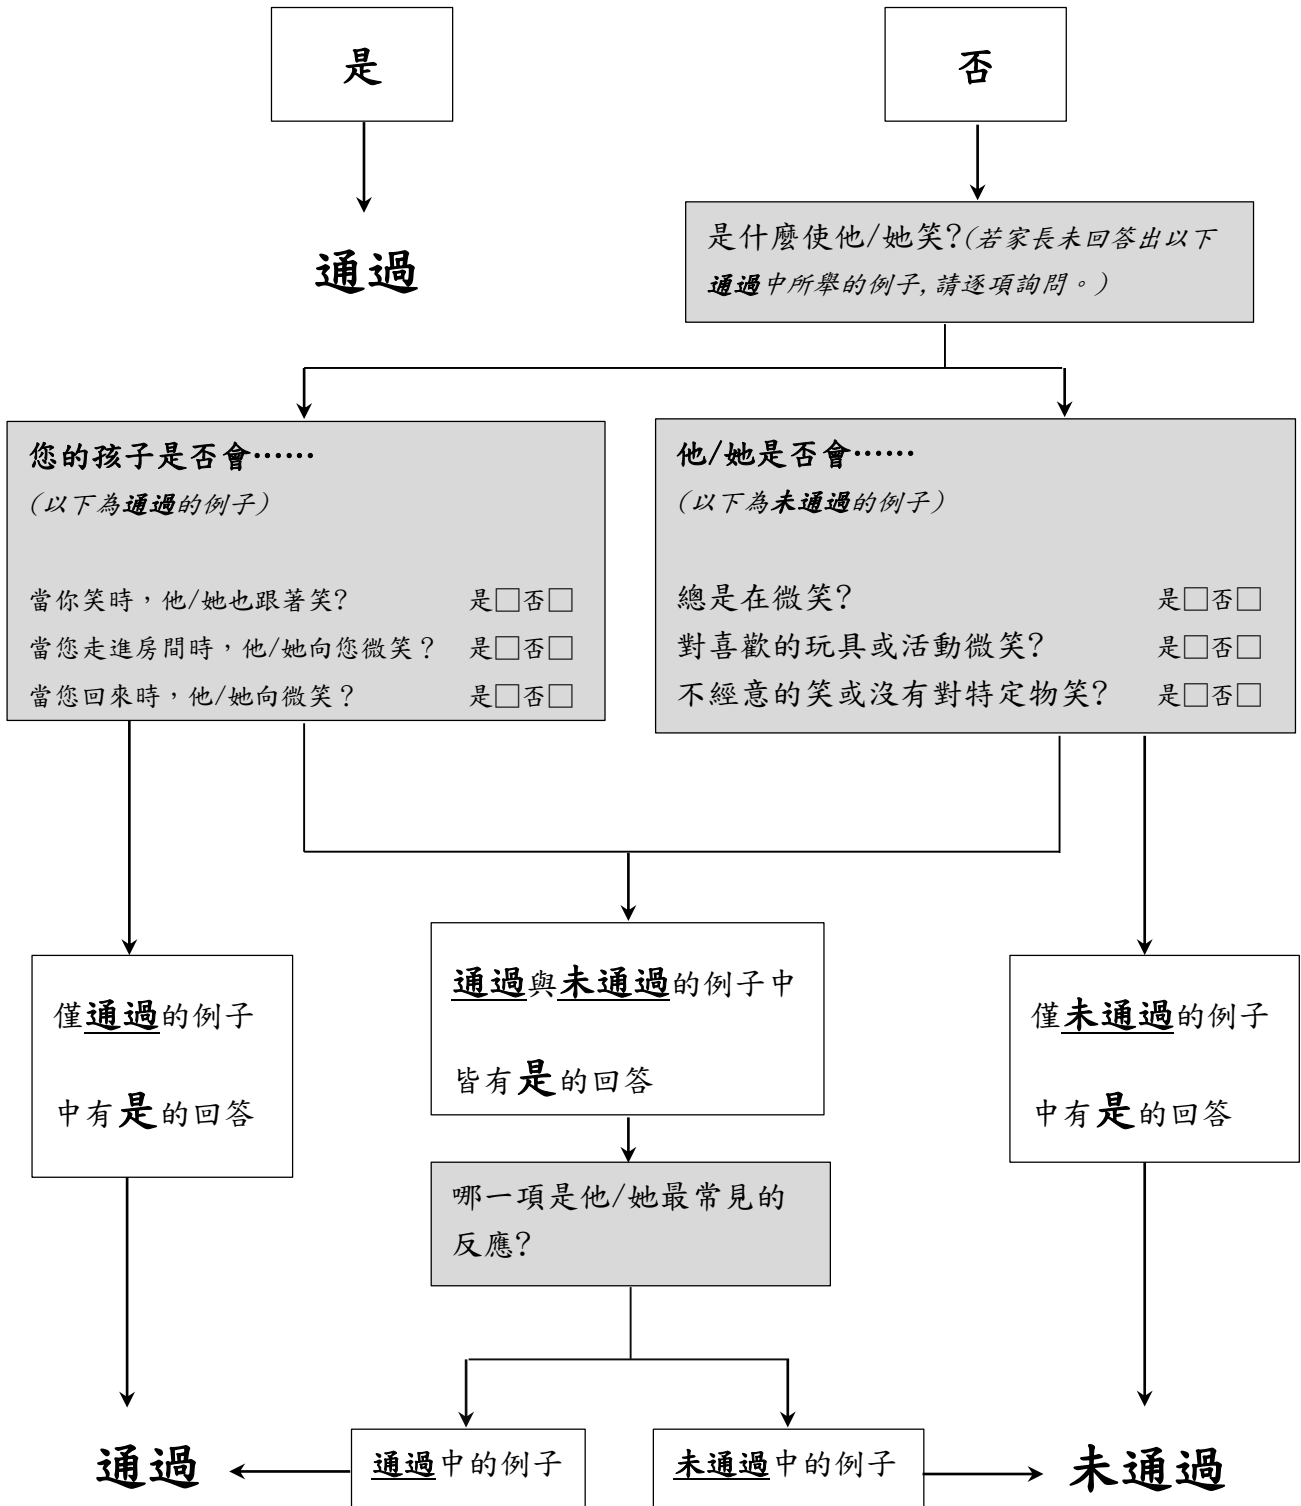 是
否
通過
是什麼使他/她笑?(若家長未回答出以下
通過中所舉的例子,請逐項詢問。)
您的孩子是否會……
(以下為通過的例子)
當你笑時,他/她也跟著笑? 是□否□
當您走進房間時,他/她向您微笑? 是□否□
當您回來時,他/她向微笑? 是□否□
他/她是否會……
(以下為未通過的例子)
總是在微笑? 是□否□
對喜歡的玩具或活動微笑? 是□否□
不經意的笑或沒有對特定物笑? 是□否□
僅通過的例子
中有是的回答
通過與未通過的例子中
皆有是的回答
僅未通過的例子
中有是的回答
哪一項是他/她最常見的
反應?
通過
通過中的例子
未通過中的例子
未通過